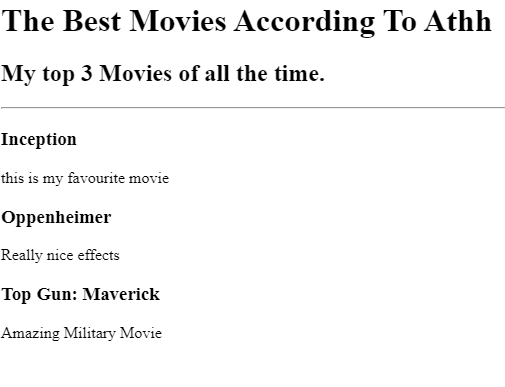 The Best Movies According To Athh
My top 3 Movies of all the time.
Inception
this is my favourite movie
Oppenheimer
Really nice effects
Top Gun: Maverick
Amazing Military Movie